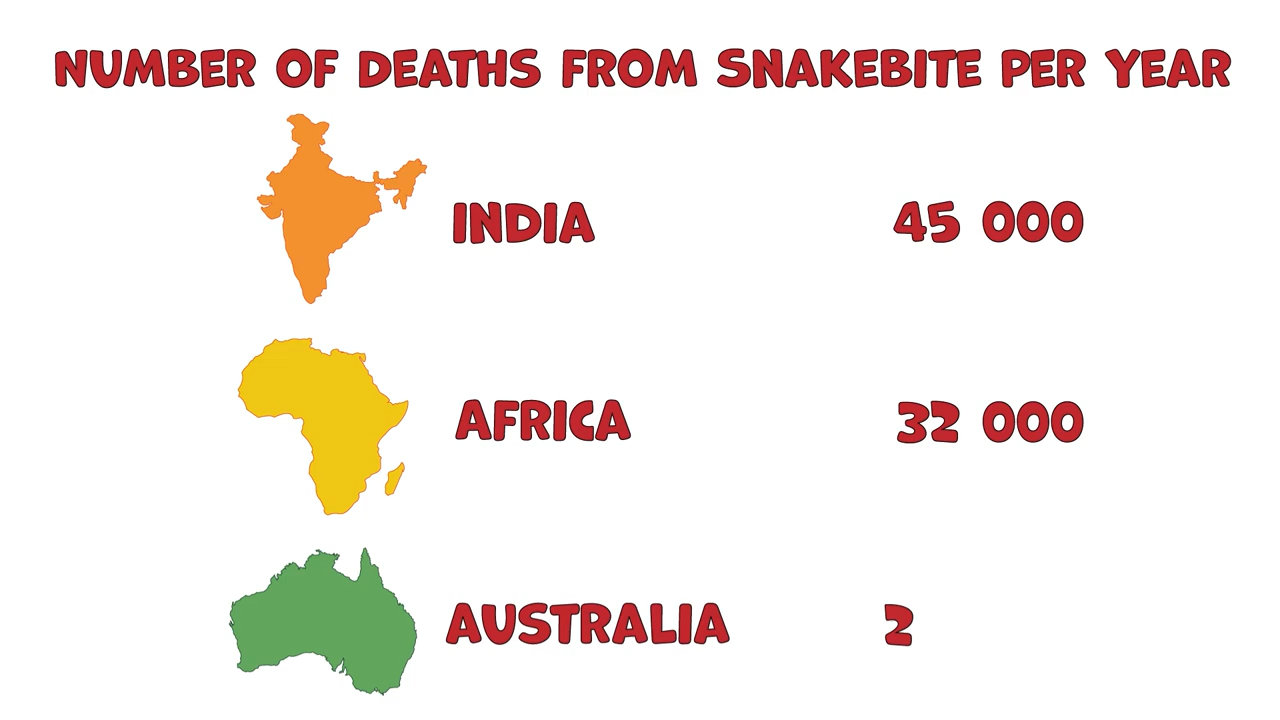 NUMBER OF DEATHS FROM SNAKEBITE PER YEAR
INDIA 45 000
AFRICA 32 000
AUSTRALIA 2